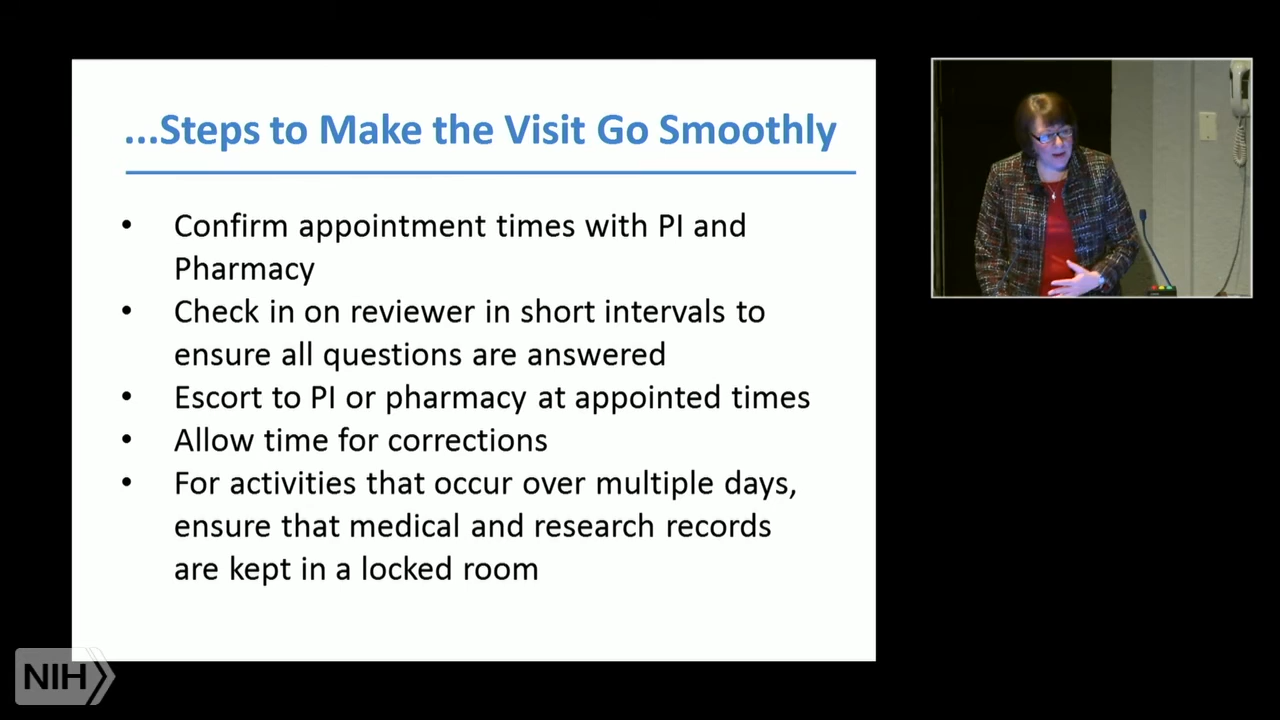 ...Steps to Make the Visit Go Smoothly
• Confirm appointment times with PI and
Pharmacy
• Check in on reviewer in short intervals to
ensure all questions are answered
• Escort to PI or pharmacy at appointed times
• Allow time for corrections
• For activities that occur over multiple days,
ensure that medical and research records
are kept in a locked room
NIH